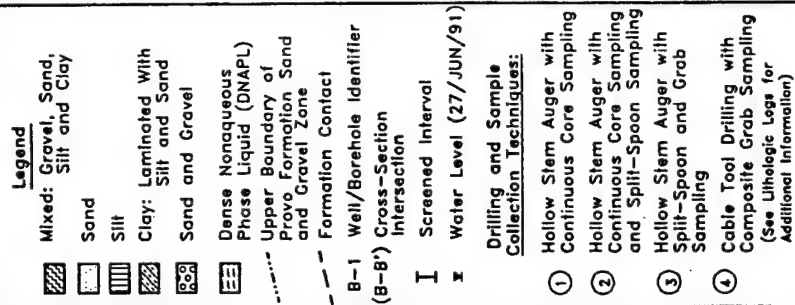 Legend
Mixed: Gravel, Sand,
Silt and Clay
Sand
Silt
Clay: Laminated With
Silt and Sand
Sand and Gravel
Dense Nonaqueous
Phase Liquid (DNAPL)
Upper Boundary of
Provo Formation Sand
and Gravel Zone
Formation Contact
B-1 Well/Borehole Identifier
(B-B') Cross-Section
Intersection
Screened Interval
Water Level (27/JUN/91)
Drilling and Sample
Collection Techniques:
1 Hollow Stem Auger with
Continuous Core Sampling
2 Hollow Stem Auger with
Continuous Core Sampling
and Split-Spoon Sampling
3 Hollow Stem Auger with
Split-Spoon and Grab
Sampling
4 Cable Tool Drilling with
Composite Grab Sampling
(See Lithologic Logs for
Additional Information)